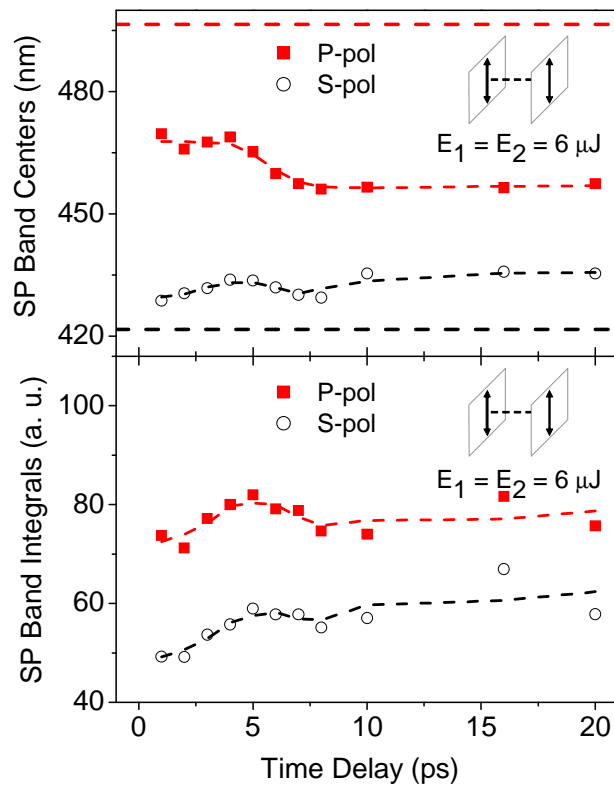 P-pol
S-pol
E1 = E2 = 6 μJ
480
450
420
SP Band Centers (nm)
P-pol
S-pol
E1 = E2 = 6 μJ
100
80
60
40
SP Band Integrals (a. u.)
0 5 10 15 20
Time Delay (ps)